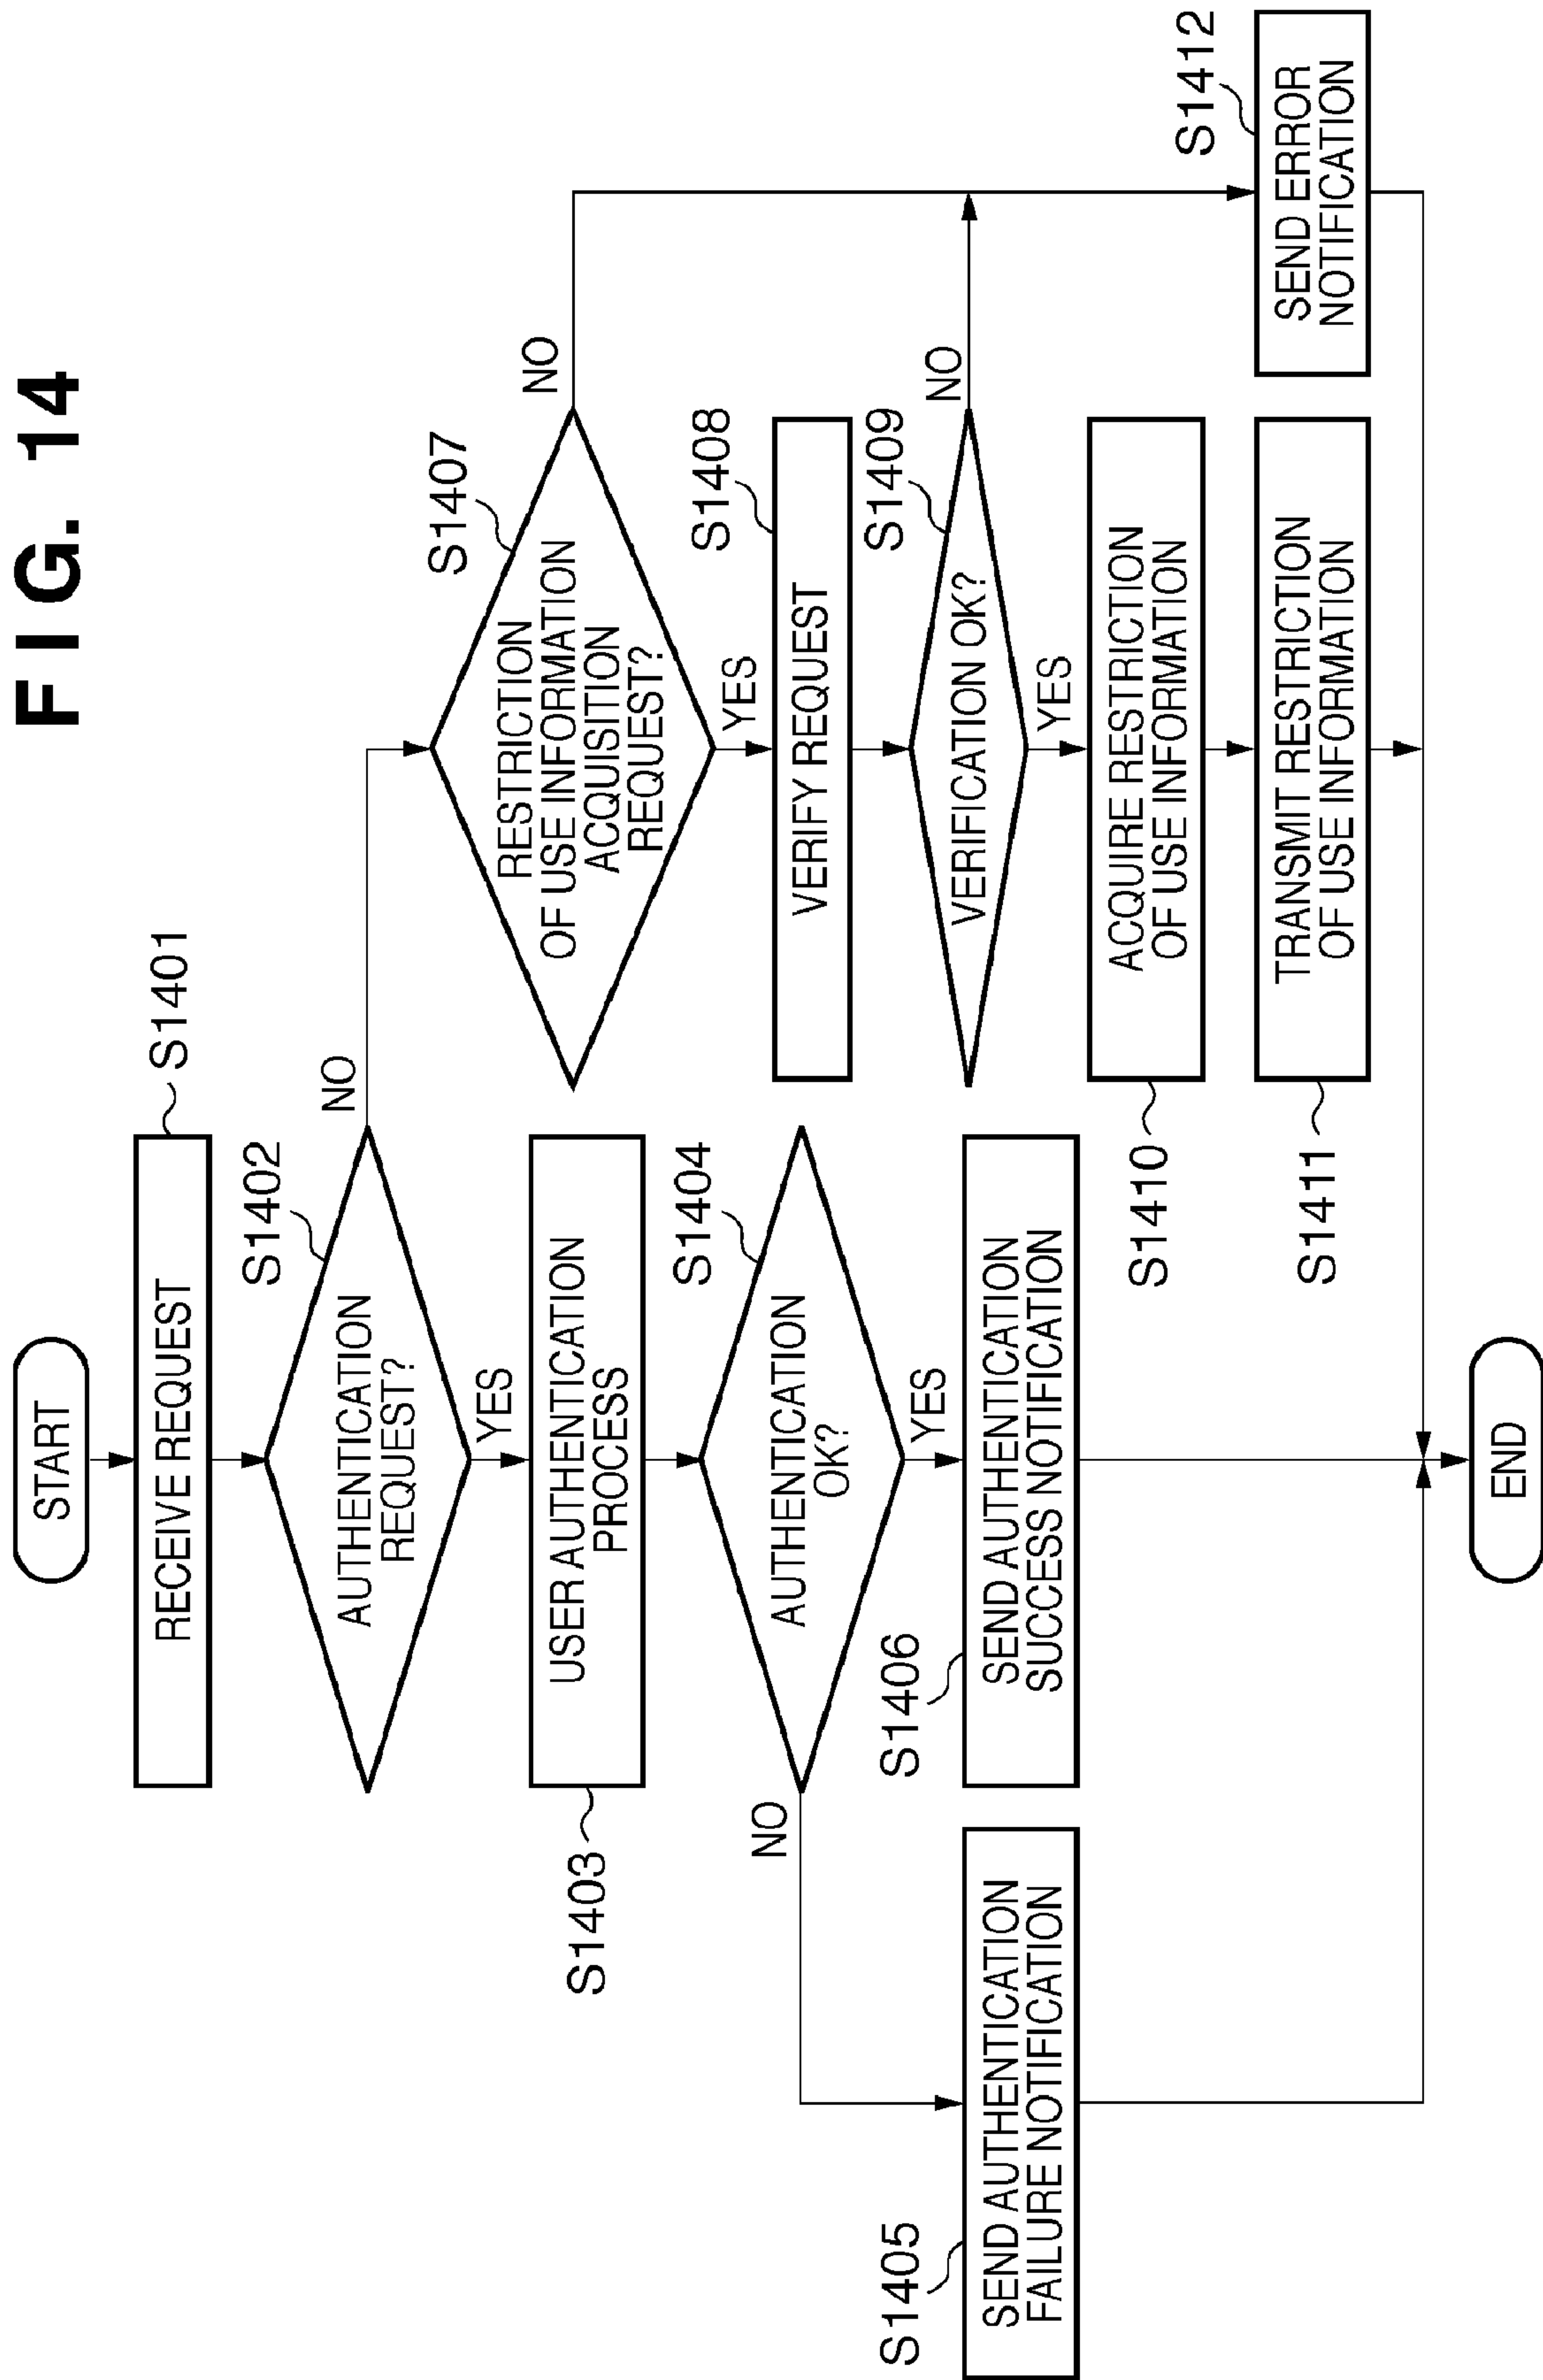 FIG. 14
START
RECEIVE REQUEST
S1401
S1402
AUTHENTICATION
REQUEST?
NO
YES
S1403
USER AUTHENTICATION
PROCESS
S1404
AUTHENTICATION
OK?
NO
YES
S1405
SEND AUTHENTICATION
FAILURE NOTIFICATION
S1406
SEND AUTHENTICATION
SUCCESS NOTIFICATION
S1407
RESTRICTION
OF USE INFORMATION
ACQUISITION
REQUEST?
NO
YES
S1408
VERIFY REQUEST
S1409
VERIFICATION OK?
NO
YES
S1410
ACQUIRE RESTRICTION
OF USE INFORMATION
S1411
TRANSMIT RESTRICTION
OF USE INFORMATION
S1412
SEND ERROR
NOTIFICATION
END